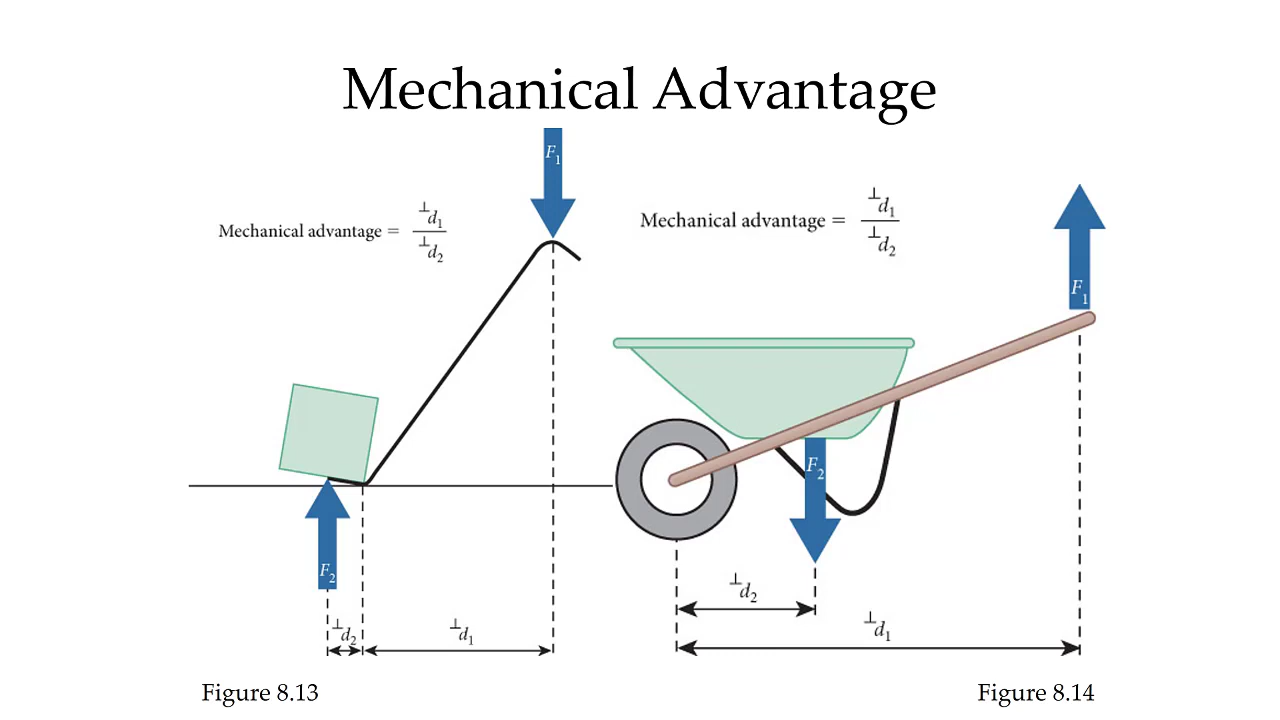 Mechanical Advantage
F₁
Mechanical advantage = ⊥d₁ / ⊥d₂
F₂
⊥d₂
⊥d₁
Figure 8.13
Mechanical advantage = ⊥d₁ / ⊥d₂
F₁
F₂
⊥d₂
⊥d₁
Figure 8.14